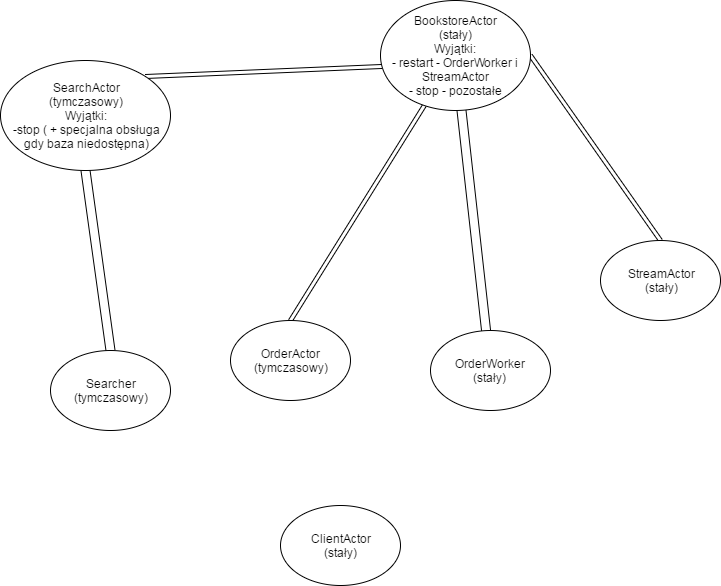 BookstoreActor
(stały)
Wyjątki:
- restart - OrderWorker i
StreamActor
- stop - pozostałe
SearchActor
(tymczasowy)
Wyjątki:
-stop ( + specjalna obsługa
gdy baza niedostępna)
StreamActor
(stały)
OrderActor
(tymczasowy)
OrderWorker
(stały)
Searcher
(tymczasowy)
ClientActor
(stały)